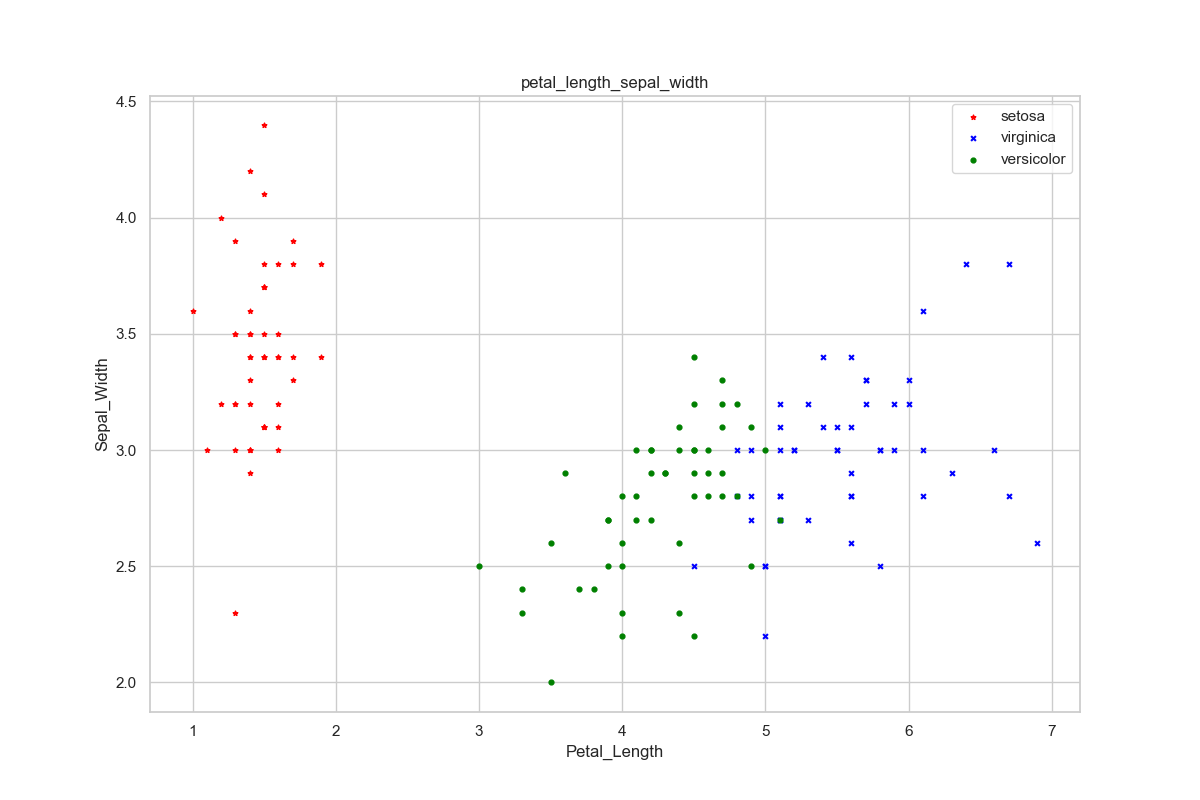 petal_length_sepal_width
setosa
virginica
versicolor
4.5
4.0
3.5
3.0
2.5
2.0
Sepal_Width
1 2 3 4 5 6 7
Petal_Length